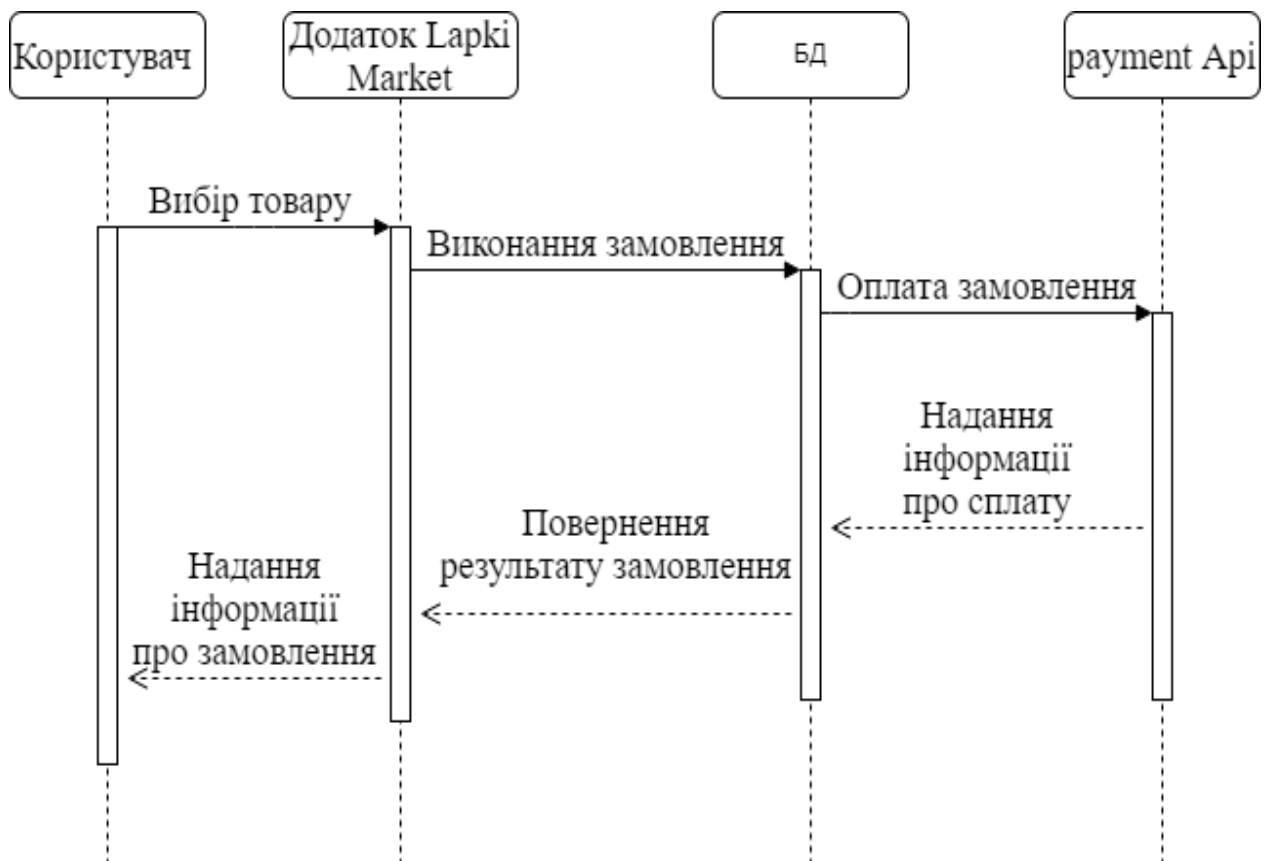 Користувач
Додаток Lapki
Market
БД
payment Api
Вибір товару
Виконання замовлення
Оплата замовлення
Надання
інформації
про сплату
Повернення
результату замовлення
Надання
інформації
про замовлення